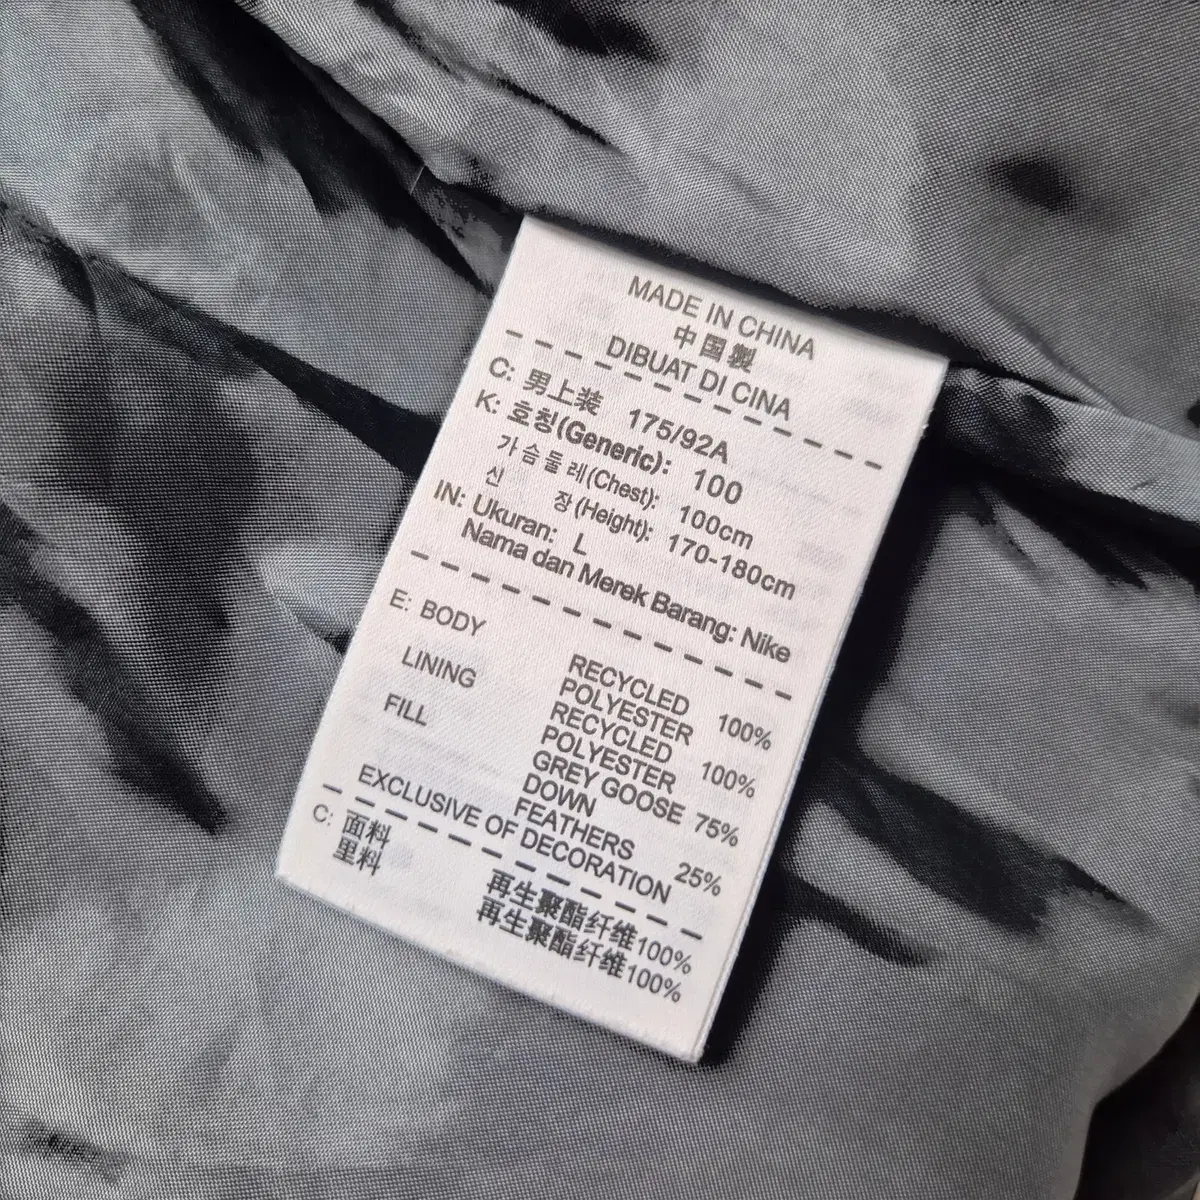 MADE IN CHINA
中国製
DIBUAT DI CINA
C: 男上装 175/92A
K: 호칭(Generic): 100
가슴둘레(Chest): 100cm
신 장(Height): 170-180cm
IN: Ukuran: L
Nama dan Merek Barang: Nike
E: BODY RECYCLED
POLYESTER 100%
LINING RECYCLED
POLYESTER 100%
FILL GREY GOOSE
DOWN 75%
FEATHERS 25%
EXCLUSIVE OF DECORATION
C: 面料 再生聚酯纤维100%
里料 再生聚酯纤维100%